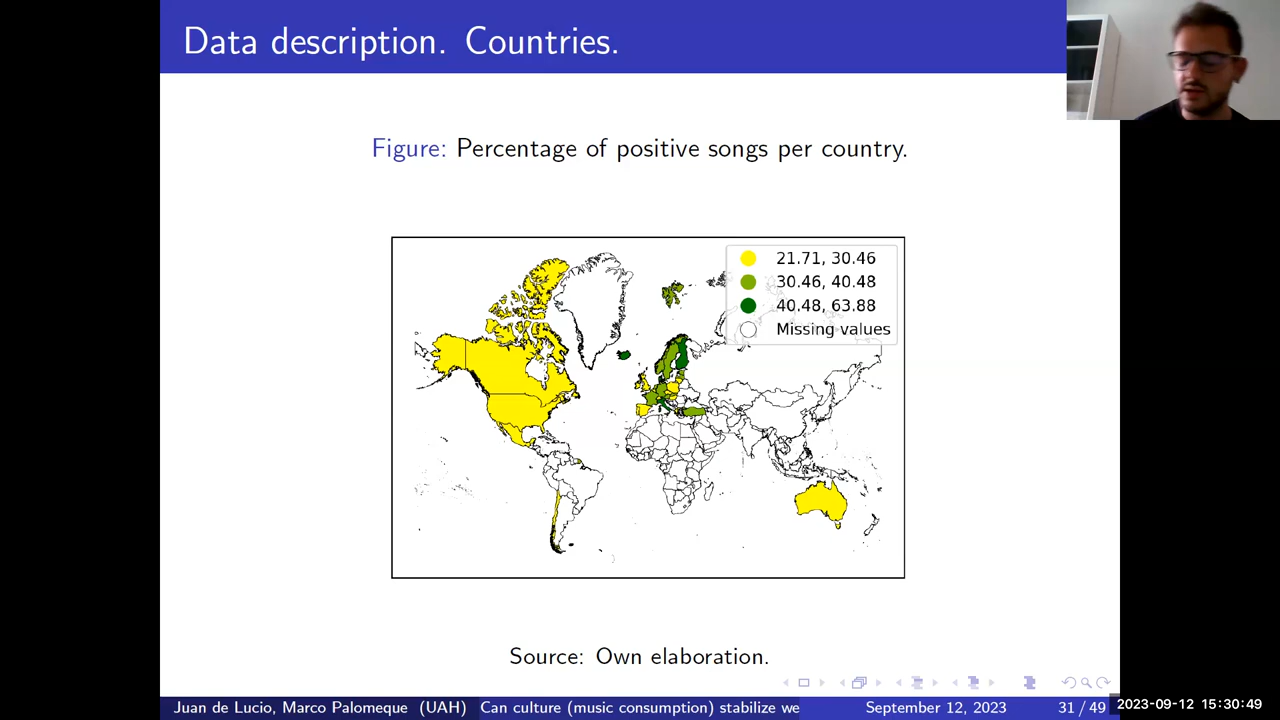 Data description. Countries.
Figure: Percentage of positive songs per country.
21.71, 30.46
30.46, 40.48
40.48, 63.88
Missing values
Source: Own elaboration.
Juan de Lucio, Marco Palomeque (UAH) Can culture (music consumption) stabilize we September 12, 2023 31 / 49 2023-09-12 15:30:49